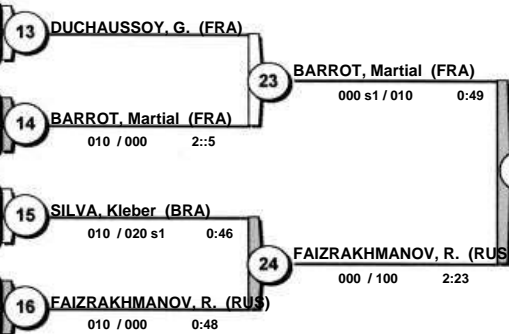 13 DUCHAUSSOY, G. (FRA)
23 BARROT, Martial (FRA)
000 s1 / 010 0:49
14 BARROT, Martial (FRA)
010 / 000 2::5
15 SILVA, Kleber (BRA)
010 / 020 s1 0:46
24 FAIZRAKHMANOV, R. (RUS
000 / 100 2:23
16 FAIZRAKHMANOV, R. (RUS)
010 / 000 0:48